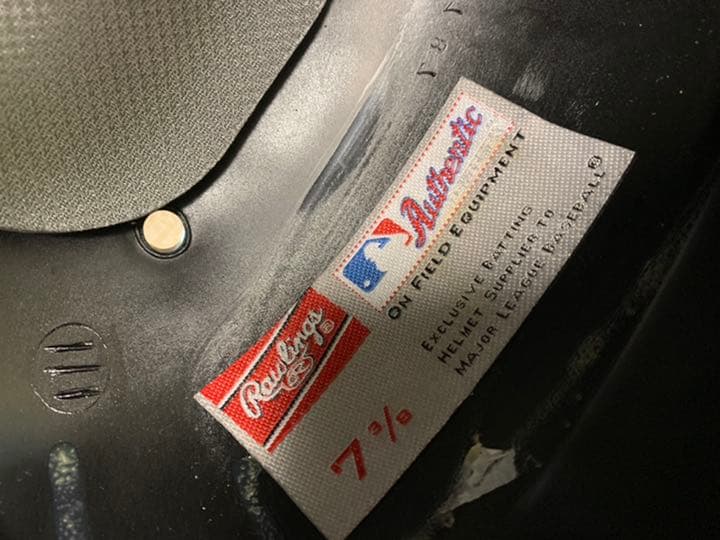 Authentic
ON FIELD EQUIPMENT
EXCLUSIVE BATTING
HELMET SUPPLIER TO
MAJOR LEAGUE BASEBALL®
Rawlings®
R
7 3/8